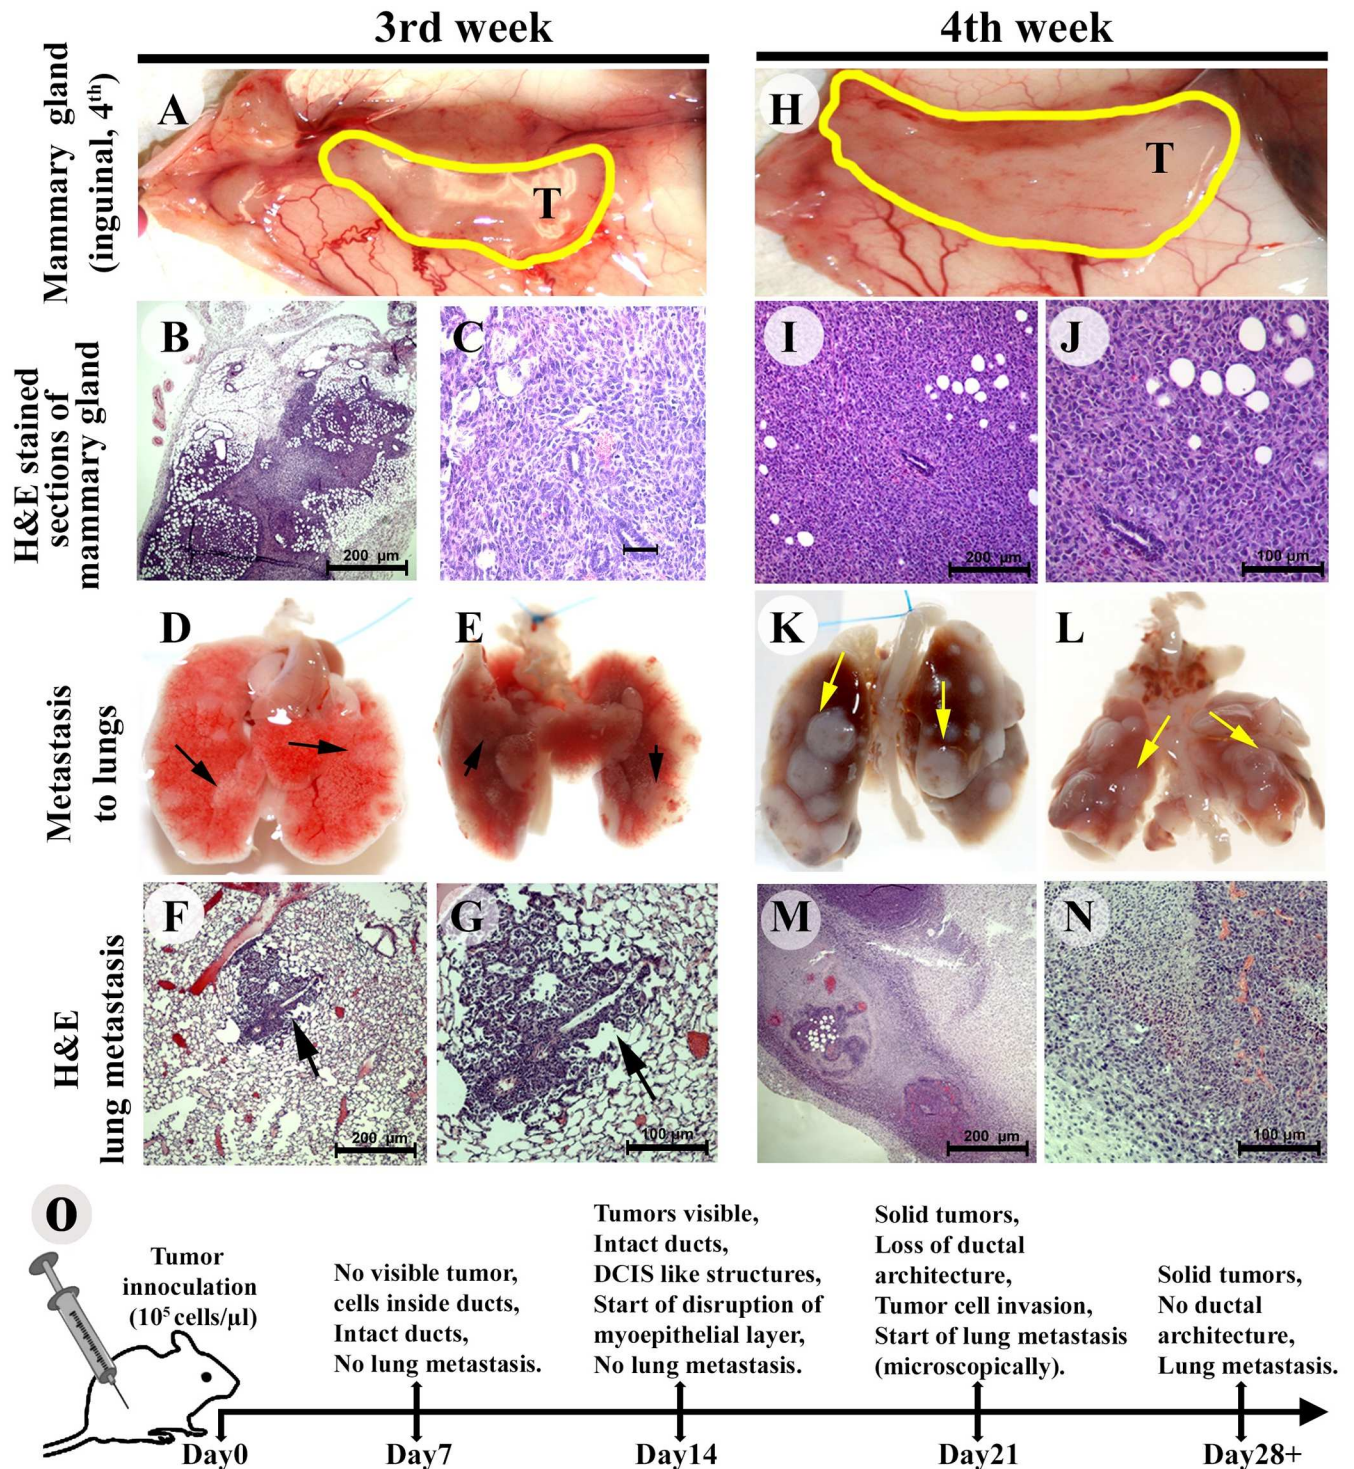 3rd week
4th week
Mammary gland
(inguinal, 4th)
A
T
H
T
H&E stained
sections of
mammary gland
B
200 µm
C
I
200 µm
J
100 µm
Metastasis
to lungs
D
E
K
L
H&E
lung metastasis
F
200 µm
G
100 µm
M
200 µm
N
100 µm
O
Tumor
innoculation
(10⁵ cells/µl)
No visible tumor,
cells inside ducts,
Intact ducts,
No lung metastasis.
Tumors visible,
Intact ducts,
DCIS like structures,
Start of disruption of
myoepithelial layer,
No lung metastasis.
Solid tumors,
Loss of ductal
architecture,
Tumor cell invasion,
Start of lung metastasis
(microscopically).
Solid tumors,
No ductal
architecture,
Lung metastasis.
Day0
Day7
Day14
Day21
Day28+